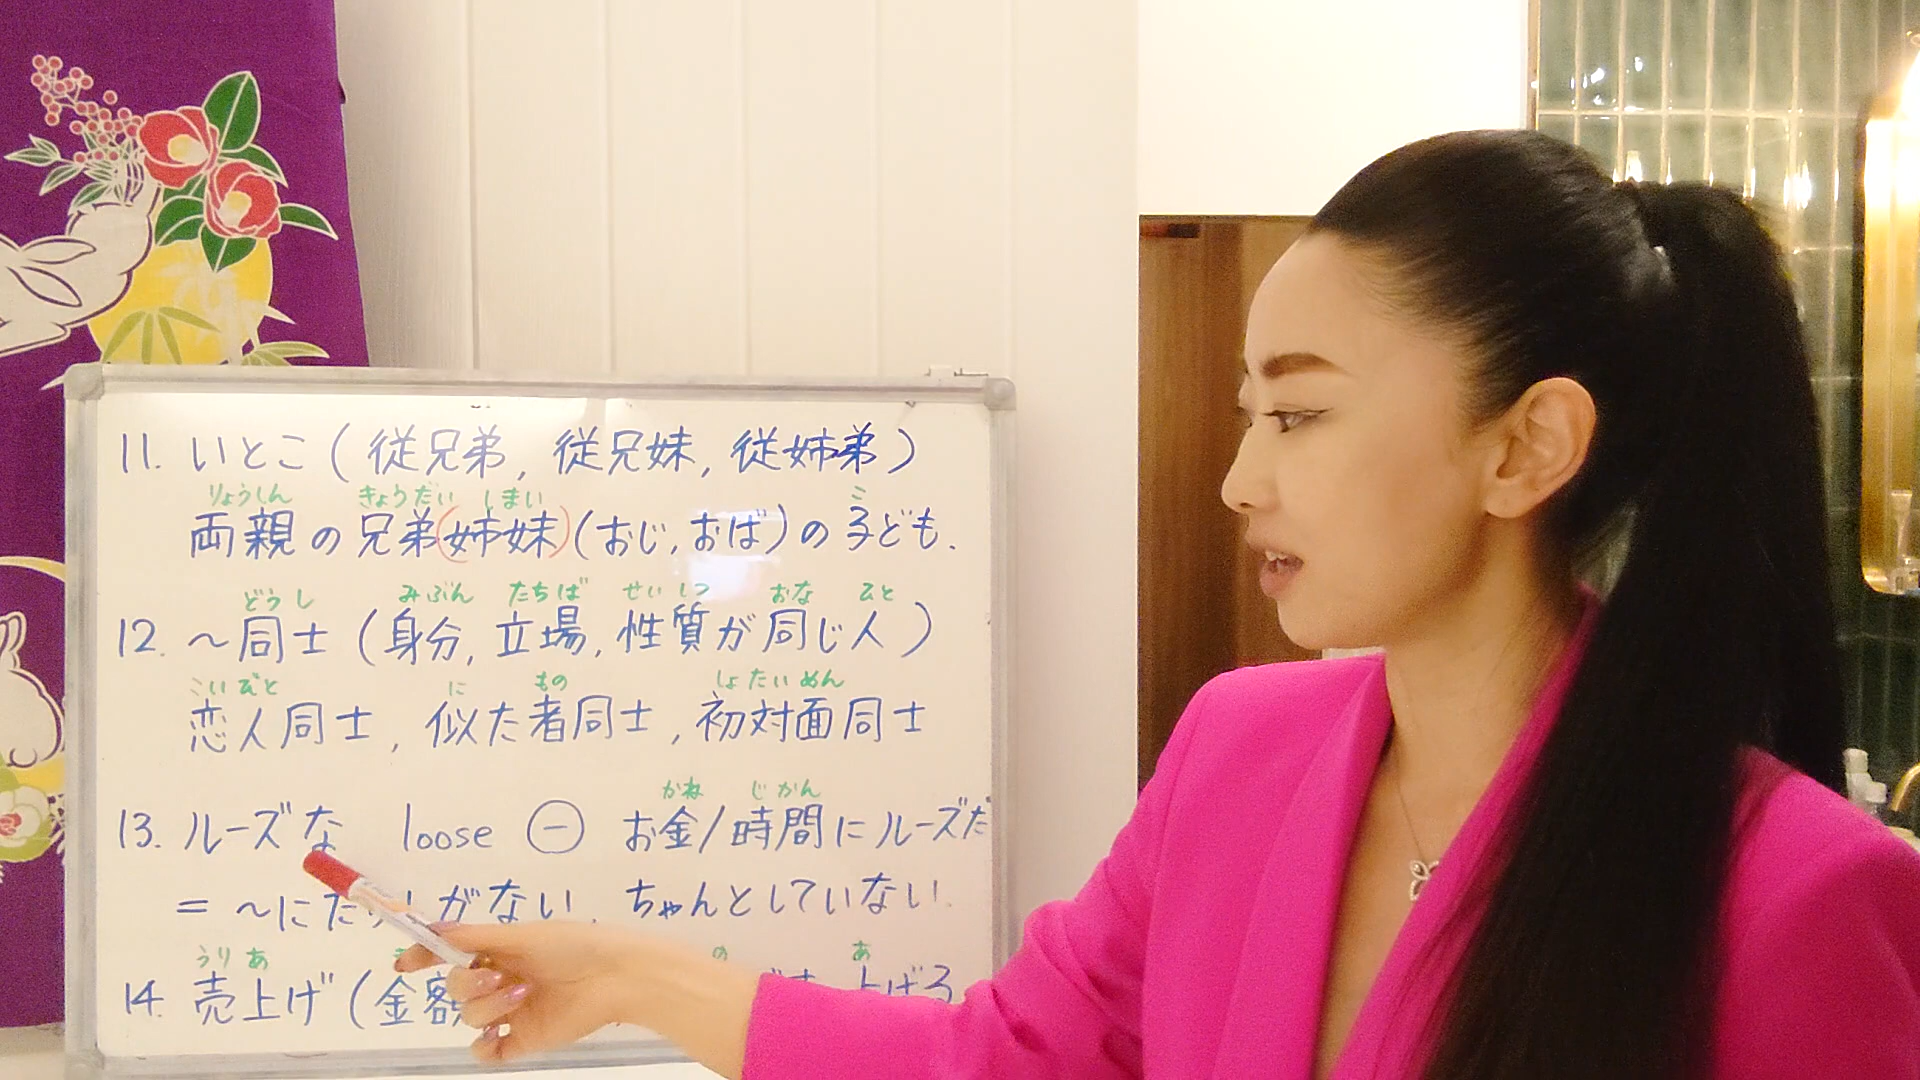 11. いとこ(従兄弟, 従兄妹, 従姉弟)
りょうしん きょうだい しまい こ
両親の兄弟(姉妹)(おじ,おば)の子ども.
どうし みぶん たちば せいしつ おな ひと
12. ～同士(身分, 立場, 性質が同じ人)
こいびと に もの しょたいめん
恋人同士, 似た者同士, 初対面同士
かね じかん
13. ルーズな loose ⊖ お金/時間にルーズだ
= ～にだ がない. ちゃんとしていない.
うりあ の あ
14. 売上げ(金額 上げる